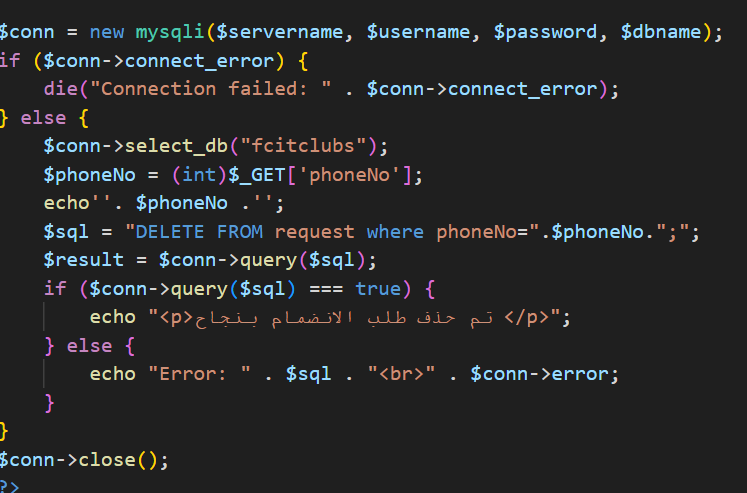 $conn = new mysqli($servername, $username, $password, $dbname);
if ($conn->connect_error) {
    die("Connection failed: " . $conn->connect_error);
} else {
    $conn->select_db("fcitclubs");
    $phoneNo = (int)$_GET['phoneNo'];
    echo''. $phoneNo .'';
    $sql = "DELETE FROM request where phoneNo=".$phoneNo.";";
    $result = $conn->query($sql);
    if ($conn->query($sql) === true) {
        echo "<p>تم حذف طلب الانضمام بنجاح </p>";
    } else {
        echo "Error: " . $sql . "<br>" . $conn->error;
    }
}
$conn->close();
?>